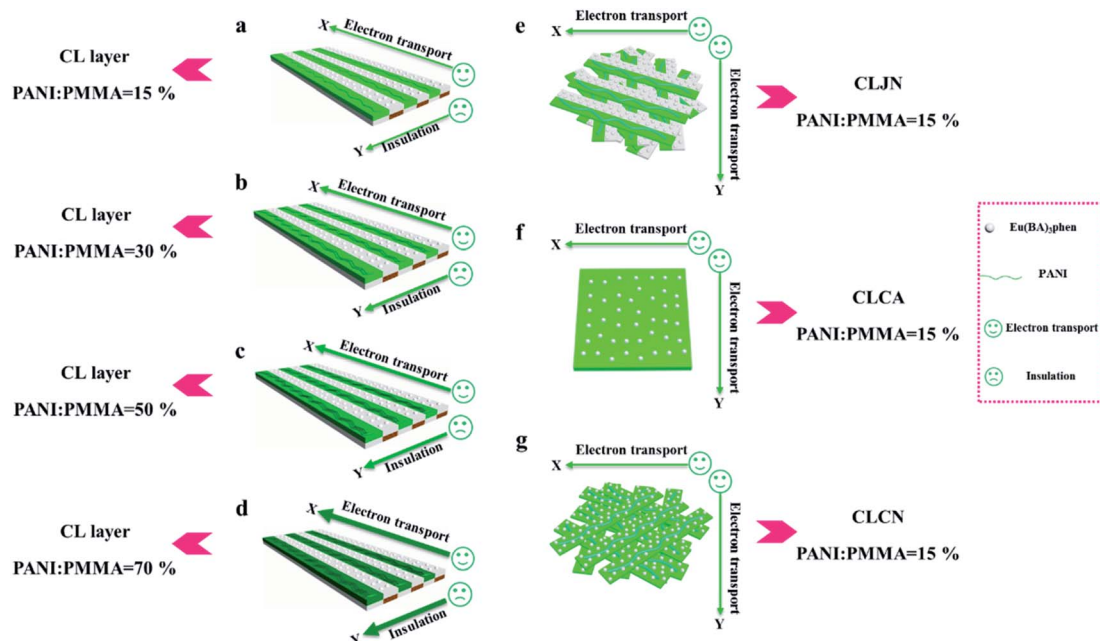 a
CL layer
PANI:PMMA=15 %
X
Electron transport
Y
Insulation
b
CL layer
PANI:PMMA=30 %
X
Electron transport
Y
Insulation
c
CL layer
PANI:PMMA=50 %
X
Electron transport
Y
Insulation
d
CL layer
PANI:PMMA=70 %
X
Electron transport
Y
Insulation
e
Electron transport
X
Electron transport
Y
CLJN
PANI:PMMA=15 %
f
Electron transport
X
Electron transport
Y
CLCA
PANI:PMMA=15 %
g
Electron transport
X
Electron transport
Y
CLCN
PANI:PMMA=15 %
Eu(BA)₃phen
PANI
Electron transport
Insulation